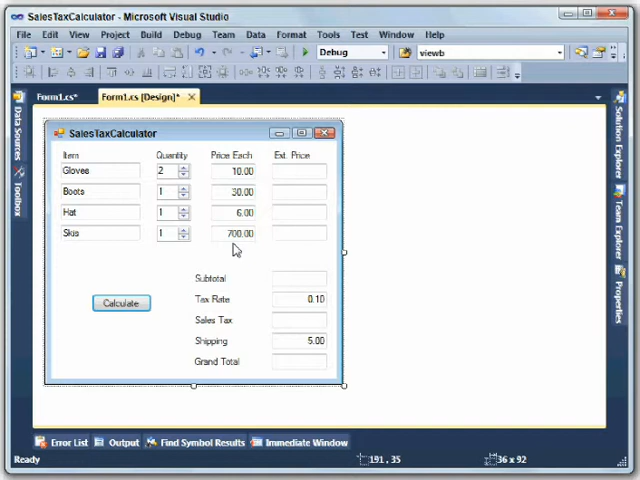 SalesTaxCalculator - Microsoft Visual Studio
File Edit View Project Build Debug Team Data Format Tools Test Window Help
Debug viewb
Form1.cs* Form1.cs [Design]*
Data Sources
Toolbox
Solution Explorer
Team Explorer
Properties
SalesTaxCalculator
Item Quantity Price Each Ext. Price
Gloves 2 10.00
Boots 1 30.00
Hat 1 6.00
Skis 1 700.00
Subtotal
Calculate Tax Rate 0.10
Sales Tax
Shipping 5.00
Grand Total
Error List Output Find Symbol Results Immediate Window
Ready 191 , 35 36 x 92